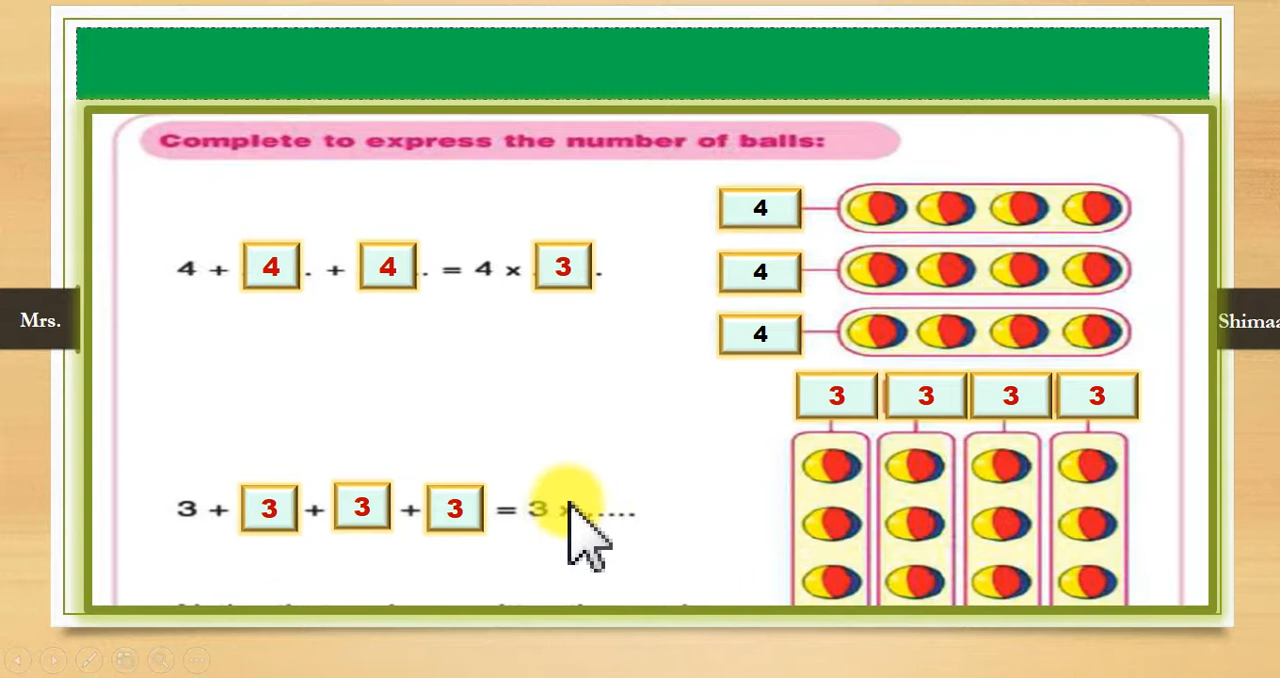 Complete to express the number of balls:
4
4 + 4 . + 4 . = 4 × 3 .
4
4
3 3 3 3
3 + 3 + 3 + 3 = 3 × .....
Mrs.
Shimaa